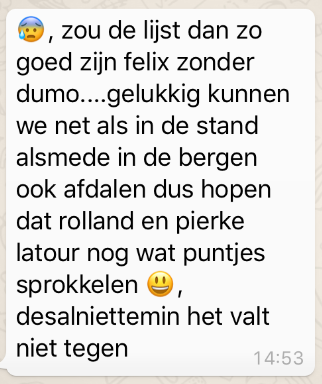 😰, zou de lijst dan zo
goed zijn felix zonder
dumo....gelukkig kunnen
we net als in de stand
alsmede in de bergen
ook afdalen dus hopen
dat rolland en pierke
latour nog wat puntjes
sprokkelen 😃,
desalniettemin het valt
niet tegen
14:53